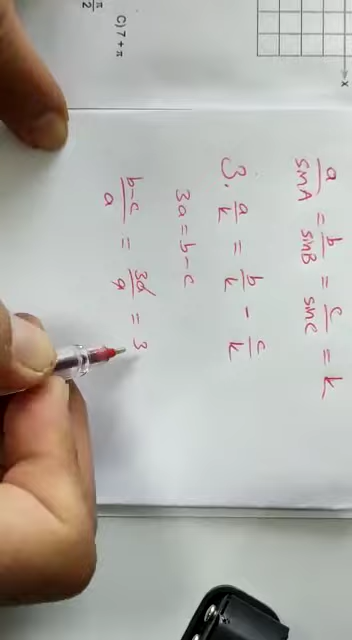 π/2
C) 7 + π
x
a/sinA = b/sinB = c/sinC = k
3. a/k = b/k - c/k
3a = b - c
b-c/a = 3a/a = 3